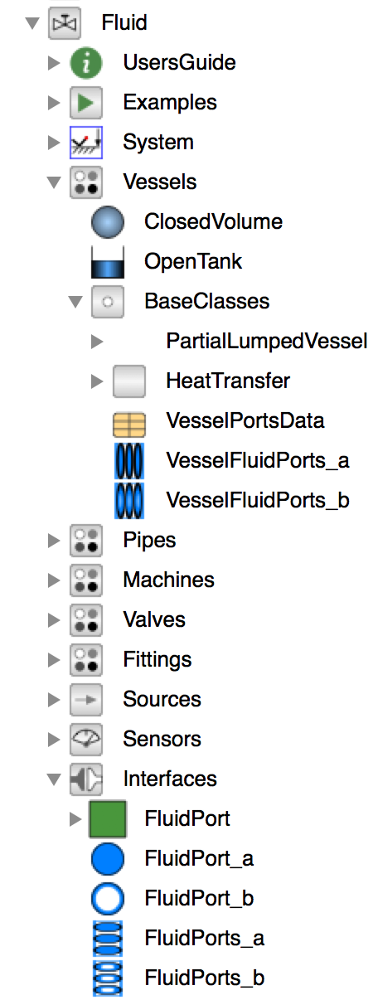 Fluid
UsersGuide
Examples
System
Vessels
ClosedVolume
OpenTank
BaseClasses
PartialLumpedVessel
HeatTransfer
VesselPortsData
VesselFluidPorts_a
VesselFluidPorts_b
Pipes
Machines
Valves
Fittings
Sources
Sensors
Interfaces
FluidPort
FluidPort_a
FluidPort_b
FluidPorts_a
FluidPorts_b